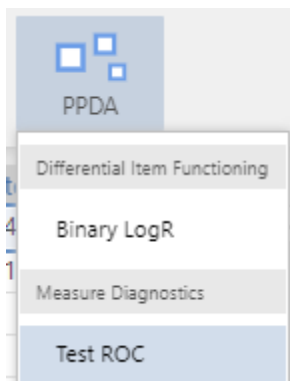 PPDA
Differential Item Functioning
Binary LogR
Measure Diagnostics
Test ROC